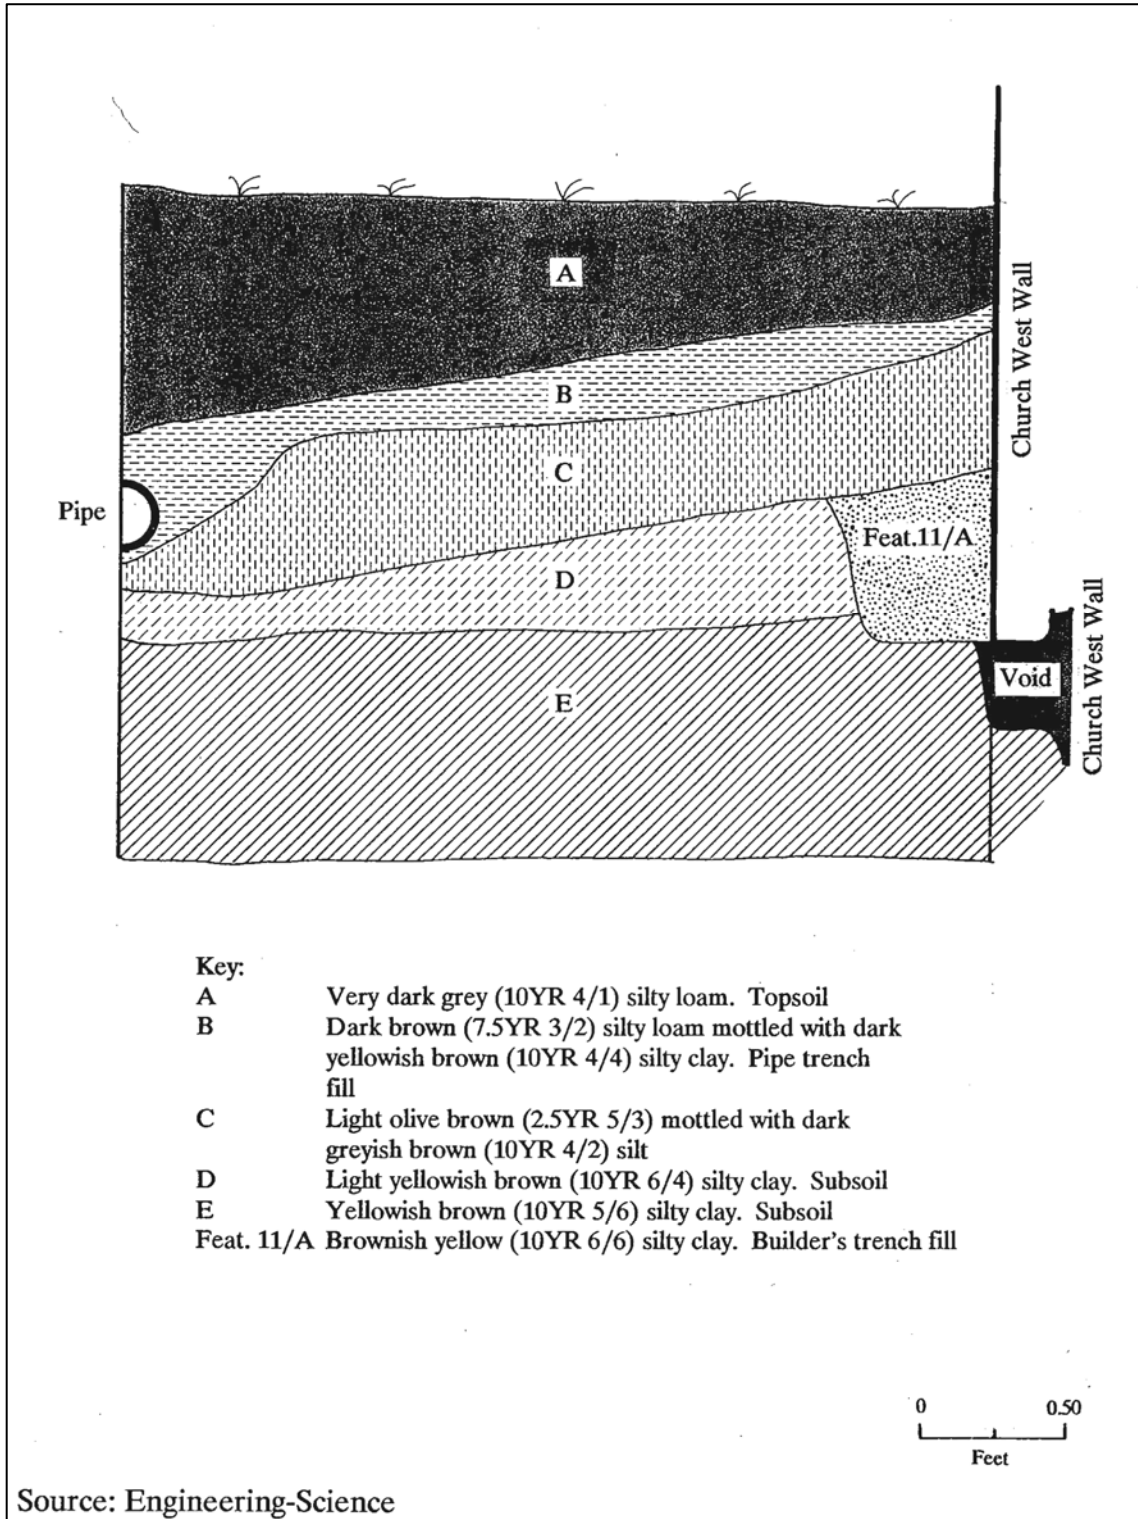 A
Church West Wall
B
C
Pipe
Feat.11/A
D
Church West Wall
Void
E
Key:
A Very dark grey (10YR 4/1) silty loam. Topsoil
B Dark brown (7.5YR 3/2) silty loam mottled with dark
yellowish brown (10YR 4/4) silty clay. Pipe trench
fill
C Light olive brown (2.5YR 5/3) mottled with dark
greyish brown (10YR 4/2) silt
D Light yellowish brown (10YR 6/4) silty clay. Subsoil
E Yellowish brown (10YR 5/6) silty clay. Subsoil
Feat. 11/A Brownish yellow (10YR 6/6) silty clay. Builder's trench fill
0 0.50
Feet
Source: Engineering-Science